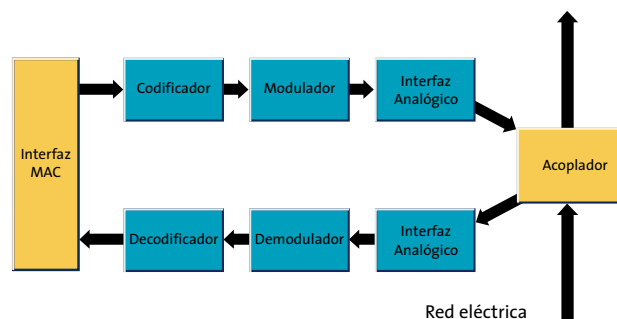 Interfaz
MAC
Codificador
Modulador
Interfaz
Analógico
Acoplador
Decodificador
Demodulador
Interfaz
Analógico
Red eléctrica